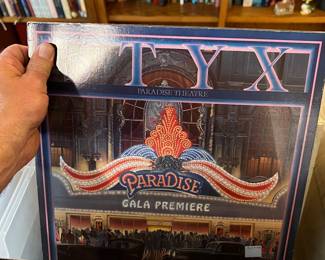 STYX
PARADISE THEATRE
PARADISE
GALA PREMIERE